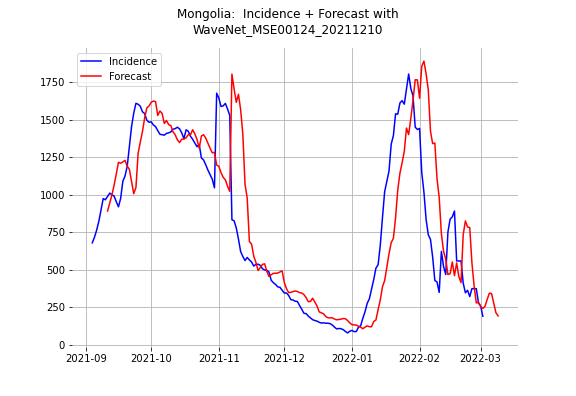 Mongolia:  Incidence + Forecast with
WaveNet_MSE00124_20211210
Incidence
Forecast
1750
1500
1250
1000
750
500
250
0
2021-09 2021-10 2021-11 2021-12 2022-01 2022-02 2022-03